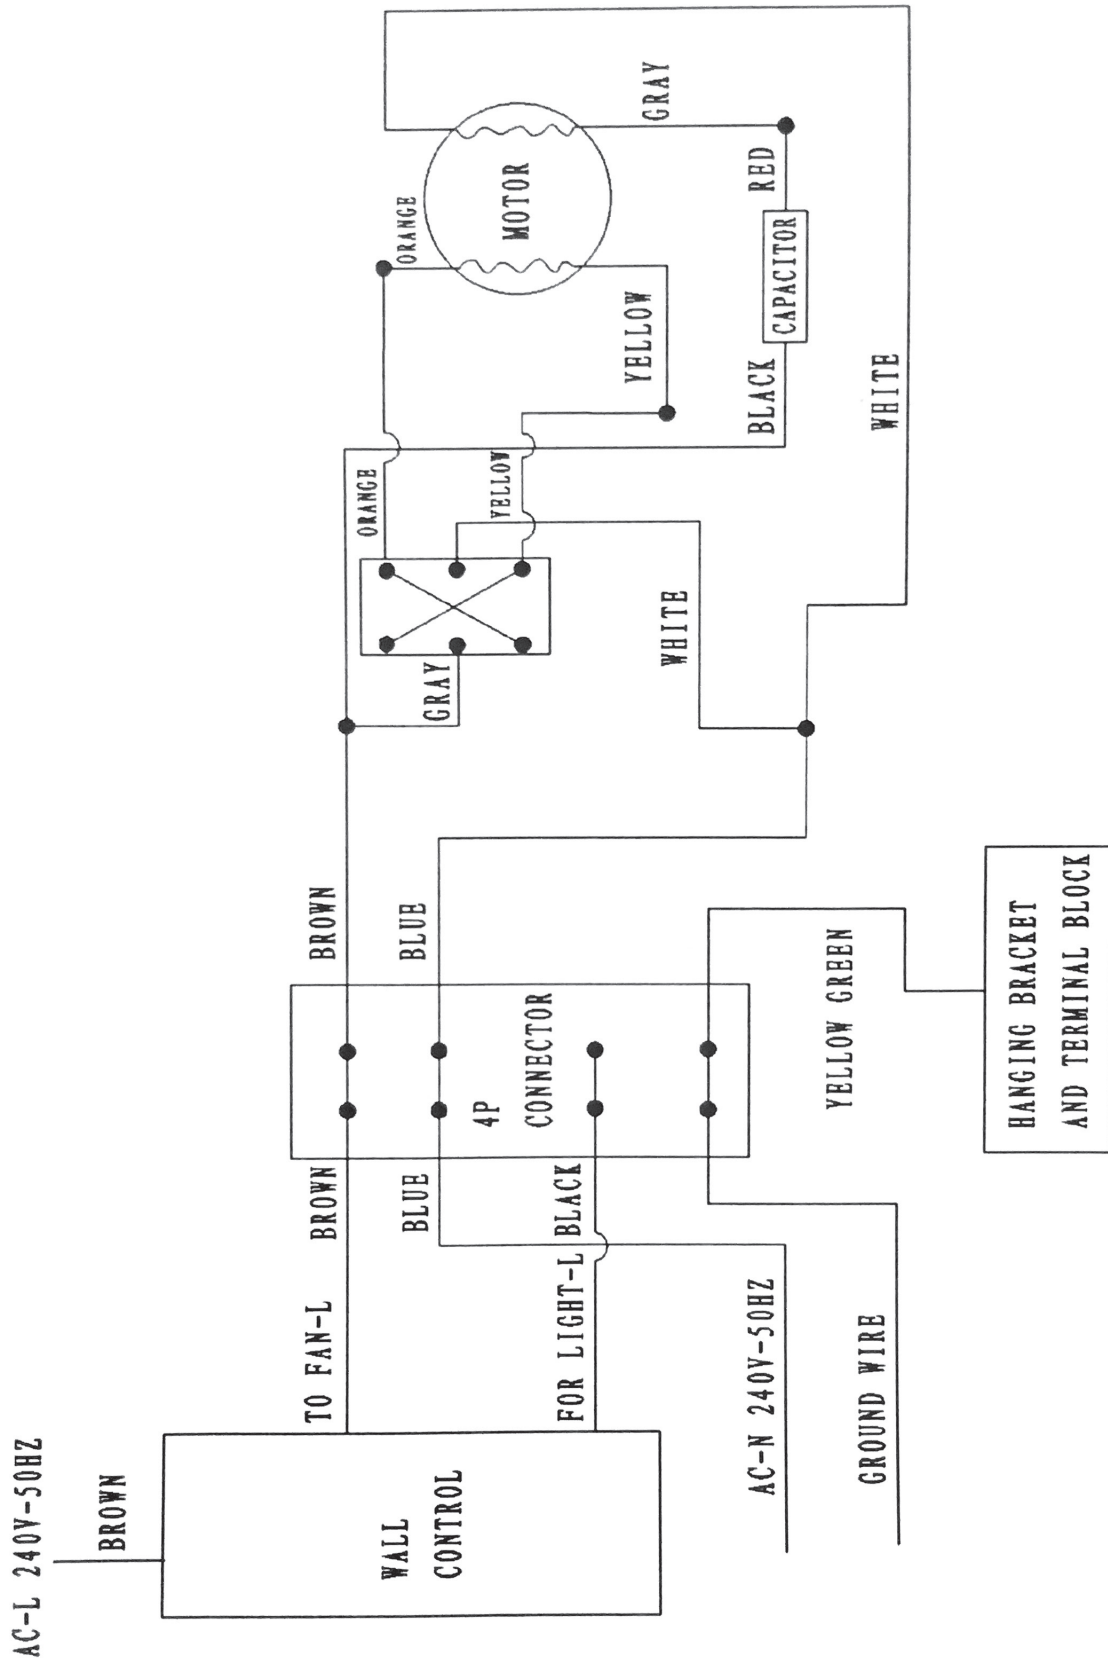 AC-L 240V-50HZ
BROWN
WALL
CONTROL
TO FAN-L
FOR LIGHT-L
AC-N 240V-50HZ
GROUND WIRE
BROWN
BLUE
BLACK
4P
CONNECTOR
BROWN
BLUE
YELLOW GREEN
HANGING BRACKET
AND TERMINAL BLOCK
GRAY
WHITE
ORANGE
YELLOW
BLACK
WHITE
YELLOW
CAPACITOR
RED
ORANGE
MOTOR
GRAY